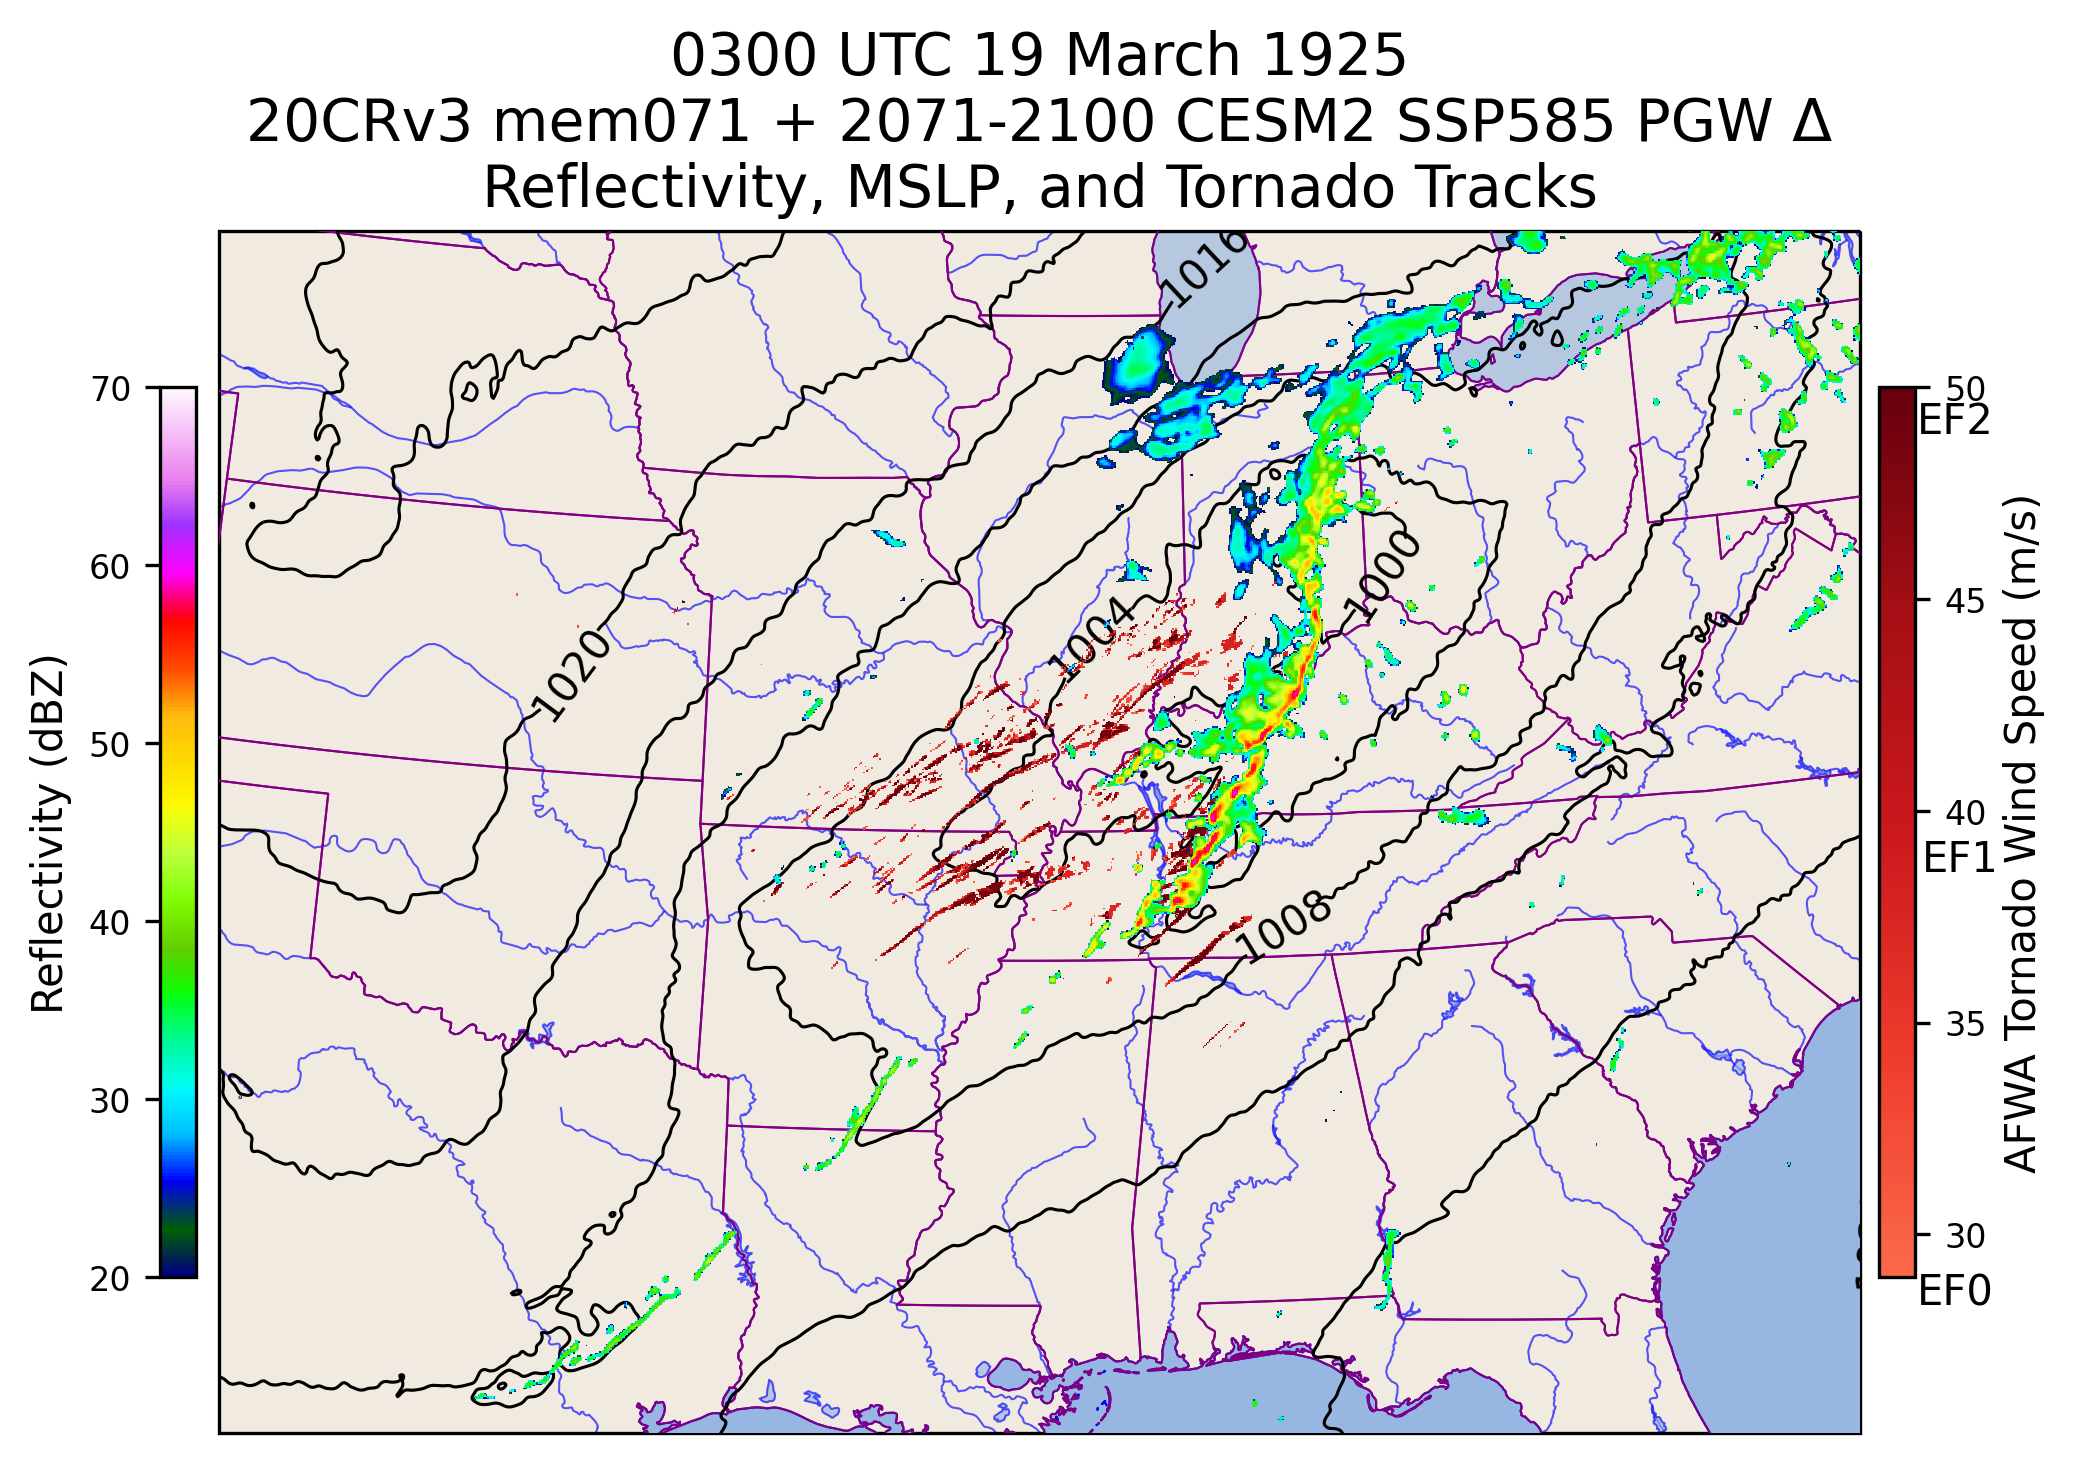 0300 UTC 19 March 1925
20CRv3 mem071 + 2071-2100 CESM2 SSP585 PGW Δ
Reflectivity, MSLP, and Tornado Tracks
1016
1000
1004
1020
1008
70
60
50
40
30
20
Reflectivity (dBZ)
50
EF2
45
40
EF1
35
30
EF0
AFWA Tornado Wind Speed (m/s)